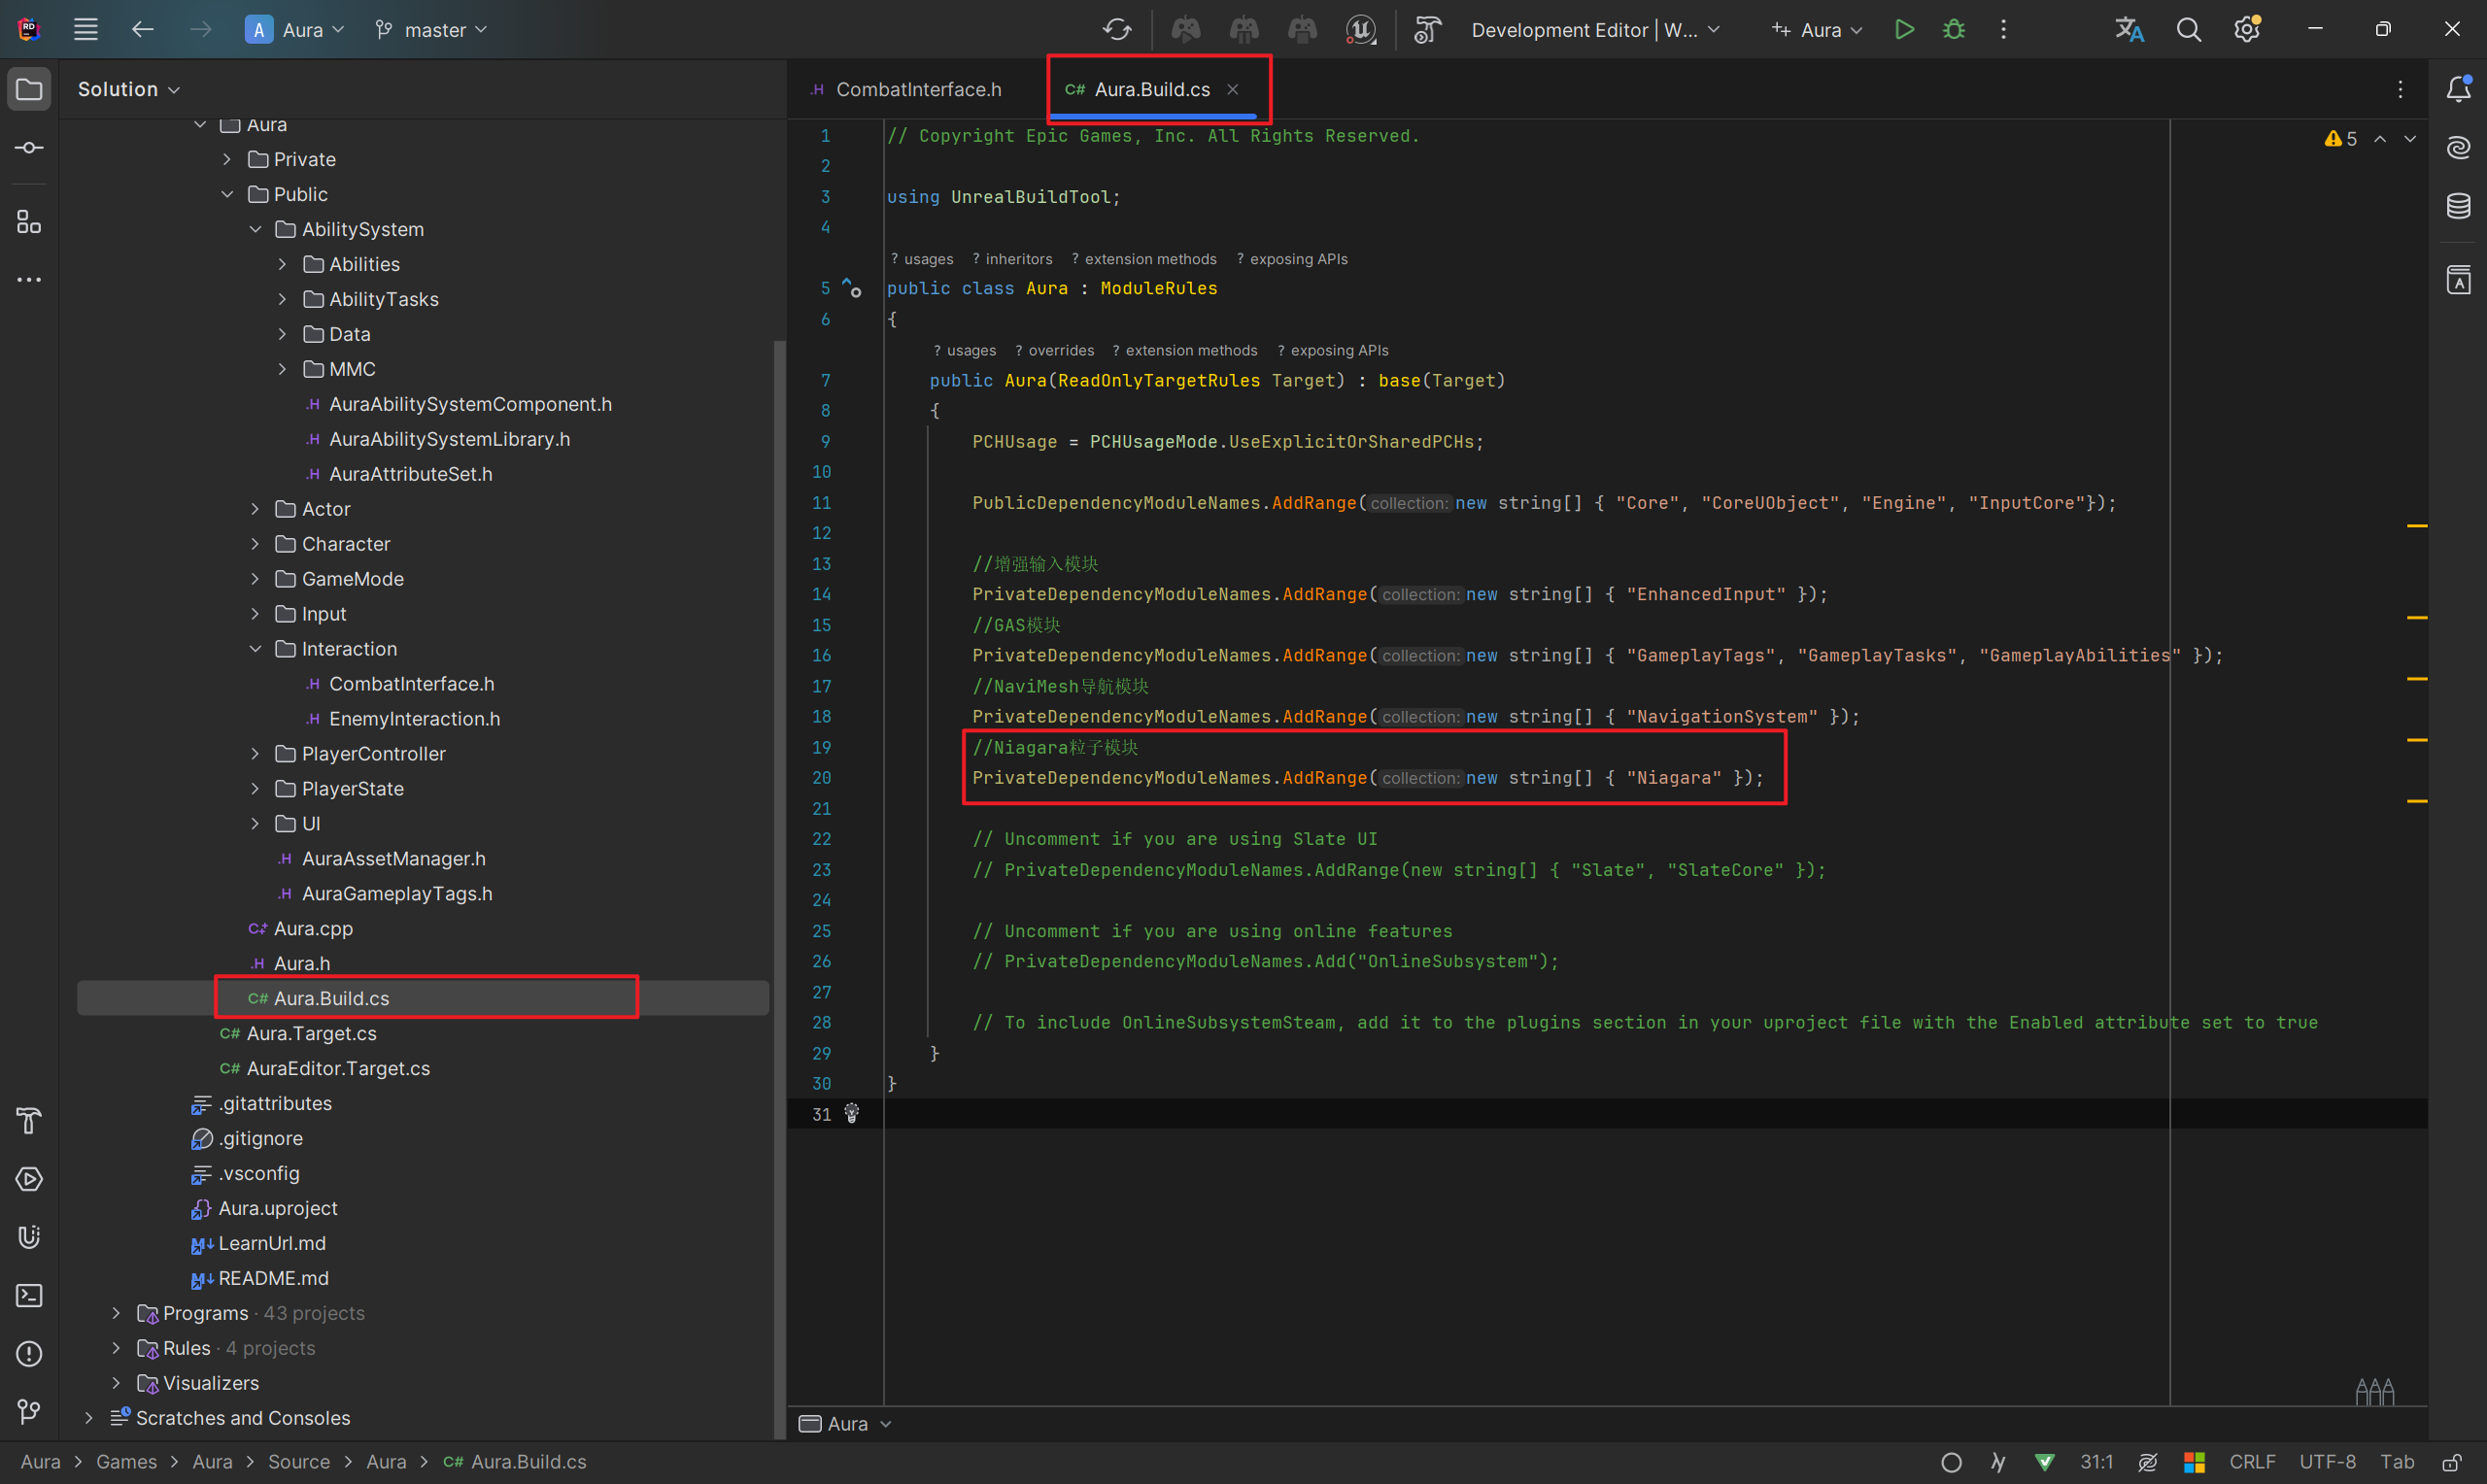 Aura
master
Development Editor | W...
Aura
Solution
Aura
Private
Public
AbilitySystem
Abilities
AbilityTasks
Data
MMC
.H AuraAbilitySystemComponent.h
.H AuraAbilitySystemLibrary.h
.H AuraAttributeSet.h
Actor
Character
GameMode
Input
Interaction
.H CombatInterface.h
.H EnemyInteraction.h
PlayerController
PlayerState
UI
.H AuraAssetManager.h
.H AuraGameplayTags.h
Aura.cpp
.H Aura.h
C# Aura.Build.cs
C# Aura.Target.cs
C# AuraEditor.Target.cs
.gitattributes
.gitignore
.vsconfig
Aura.uproject
LearnUrl.md
README.md
Programs · 43 projects
Rules · 4 projects
Visualizers
Scratches and Consoles
.H CombatInterface.h
C# Aura.Build.cs
5
1 // Copyright Epic Games, Inc. All Rights Reserved.
2
3 using UnrealBuildTool;
4
? usages ? inheritors ? extension methods ? exposing APIs
5 public class Aura : ModuleRules
6 {
? usages ? overrides ? extension methods ? exposing APIs
7 public Aura(ReadOnlyTargetRules Target) : base(Target)
8 {
9 PCHUsage = PCHUsageMode.UseExplicitOrSharedPCHs;
10
11 PublicDependencyModuleNames.AddRange(collection: new string[] { "Core", "CoreUObject", "Engine", "InputCore"});
12
13 //增强输入模块
14 PrivateDependencyModuleNames.AddRange(collection: new string[] { "EnhancedInput" });
15 //GAS模块
16 PrivateDependencyModuleNames.AddRange(collection: new string[] { "GameplayTags", "GameplayTasks", "GameplayAbilities" });
17 //NaviMesh导航模块
18 PrivateDependencyModuleNames.AddRange(collection: new string[] { "NavigationSystem" });
19 //Niagara粒子模块
20 PrivateDependencyModuleNames.AddRange(collection: new string[] { "Niagara" });
21
22 // Uncomment if you are using Slate UI
23 // PrivateDependencyModuleNames.AddRange(new string[] { "Slate", "SlateCore" });
24
25 // Uncomment if you are using online features
26 // PrivateDependencyModuleNames.Add("OnlineSubsystem");
27
28 // To include OnlineSubsystemSteam, add it to the plugins section in your uproject file with the Enabled attribute set to true
29 }
30 }
31
Aura
Aura > Games > Aura > Source > Aura > C# Aura.Build.cs
31:1
CRLF
UTF-8
Tab